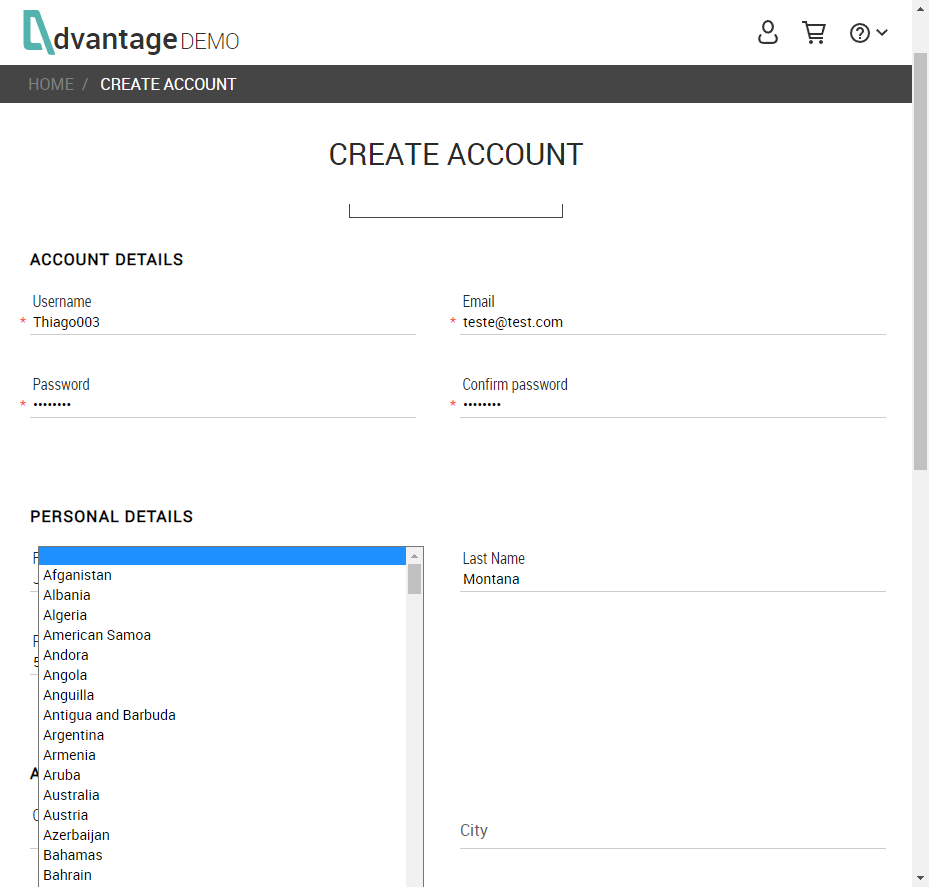 dvantage DEMO
HOME / CREATE ACCOUNT
CREATE ACCOUNT
ACCOUNT DETAILS
Username Email
* Thiago003 * teste@test.com
Password Confirm password
* •••••••• * ••••••••
PERSONAL DETAILS
Last Name
Montana
Afganistan
Albania
Algeria
American Samoa
Andora
Angola
Anguilla
Antigua and Barbuda
Argentina
Armenia
Aruba
Australia
Austria
City
Azerbaijan
Bahamas
Bahrain